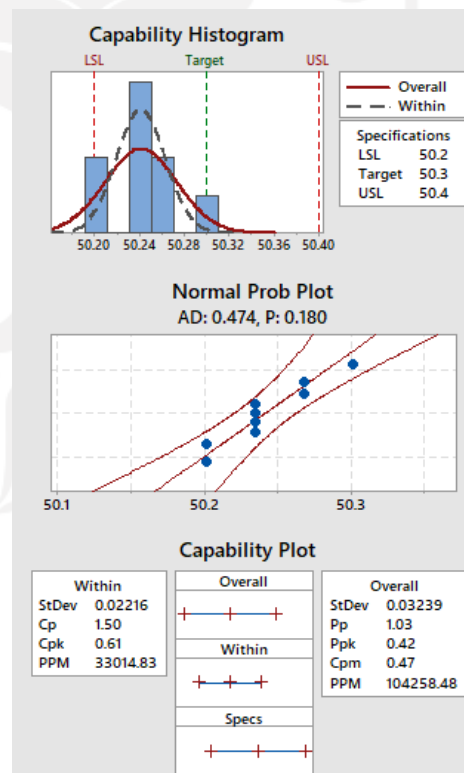 Capability Histogram
LSL Target USL
Overall
Within
Specifications
LSL 50.2
Target 50.3
USL 50.4
50.20 50.24 50.28 50.32 50.36 50.40
Normal Prob Plot
AD: 0.474, P: 0.180
50.1 50.2 50.3
Capability Plot
Within
StDev 0.02216
Cp 1.50
Cpk 0.61
PPM 33014.83
Overall
Within
Specs
Overall
StDev 0.03239
Pp 1.03
Ppk 0.42
Cpm 0.47
PPM 104258.48